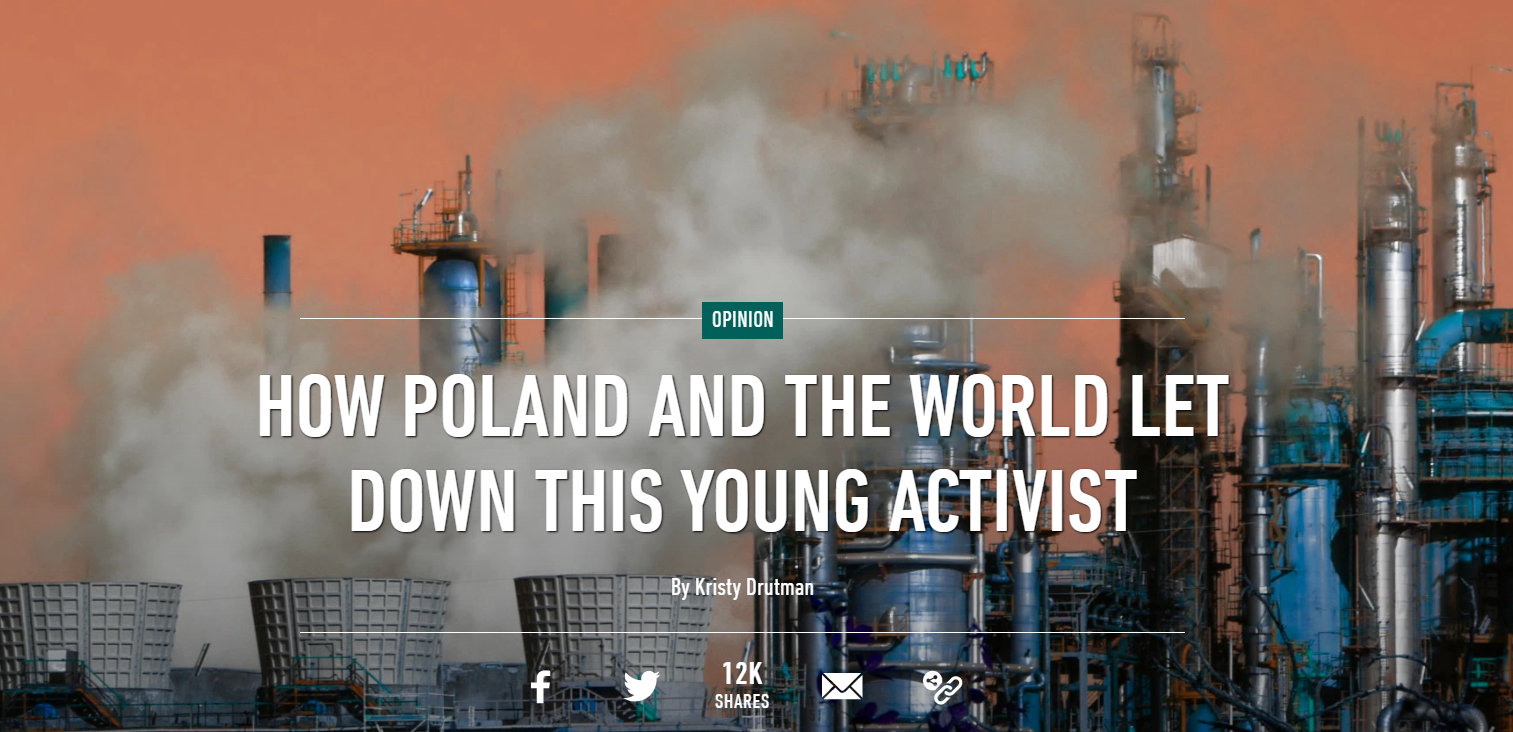 OPINION
HOW POLAND AND THE WORLD LET
DOWN THIS YOUNG ACTIVIST
By Kristy Drutman
12K
SHARES